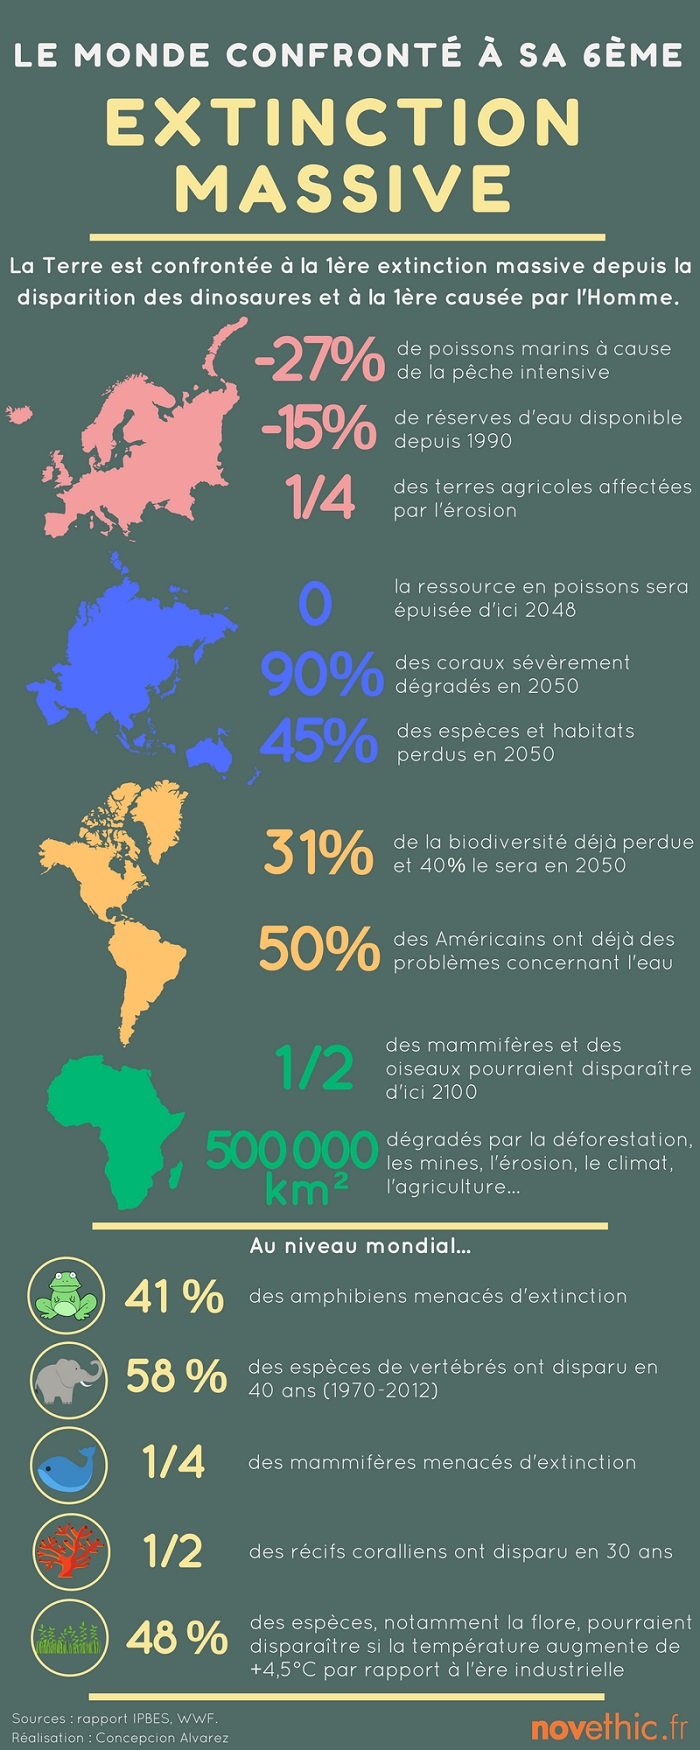 LE MONDE CONFRONTÉ À SA 6ÈME
EXTINCTION
MASSIVE
La Terre est confrontée à la 1ère extinction massive depuis la
disparition des dinosaures et à la 1ère causée par l'Homme.
-27%
de poissons marins à cause
de la pêche intensive
-15%
de réserves d'eau disponible
depuis 1990
1/4
des terres agricoles affectées
par l'érosion
0
la ressource en poissons sera
épuisée d'ici 2048
90%
des coraux sévèrement
dégradés en 2050
45%
des espèces et habitats
perdus en 2050
31%
de la biodiversité déjà perdue
et 40% le sera en 2050
50%
des Américains ont déjà des
problèmes concernant l'eau
1/2
des mammifères et des
oiseaux pourraient disparaître
d'ici 2100
500 000
km²
dégradés par la déforestation,
les mines, l'érosion, le climat,
l'agriculture...
Au niveau mondial...
41 %
des amphibiens menacés d'extinction
58 %
des espèces de vertébrés ont disparu en
40 ans (1970-2012)
1/4
des mammifères menacés d'extinction
1/2
des récifs coralliens ont disparu en 30 ans
48 %
des espèces, notamment la flore, pourraient
disparaître si la température augmente de
+4,5°C par rapport à l'ère industrielle
Sources : rapport IPBES, WWF.
Réalisation : Concepcion Alvarez
novethic.fr